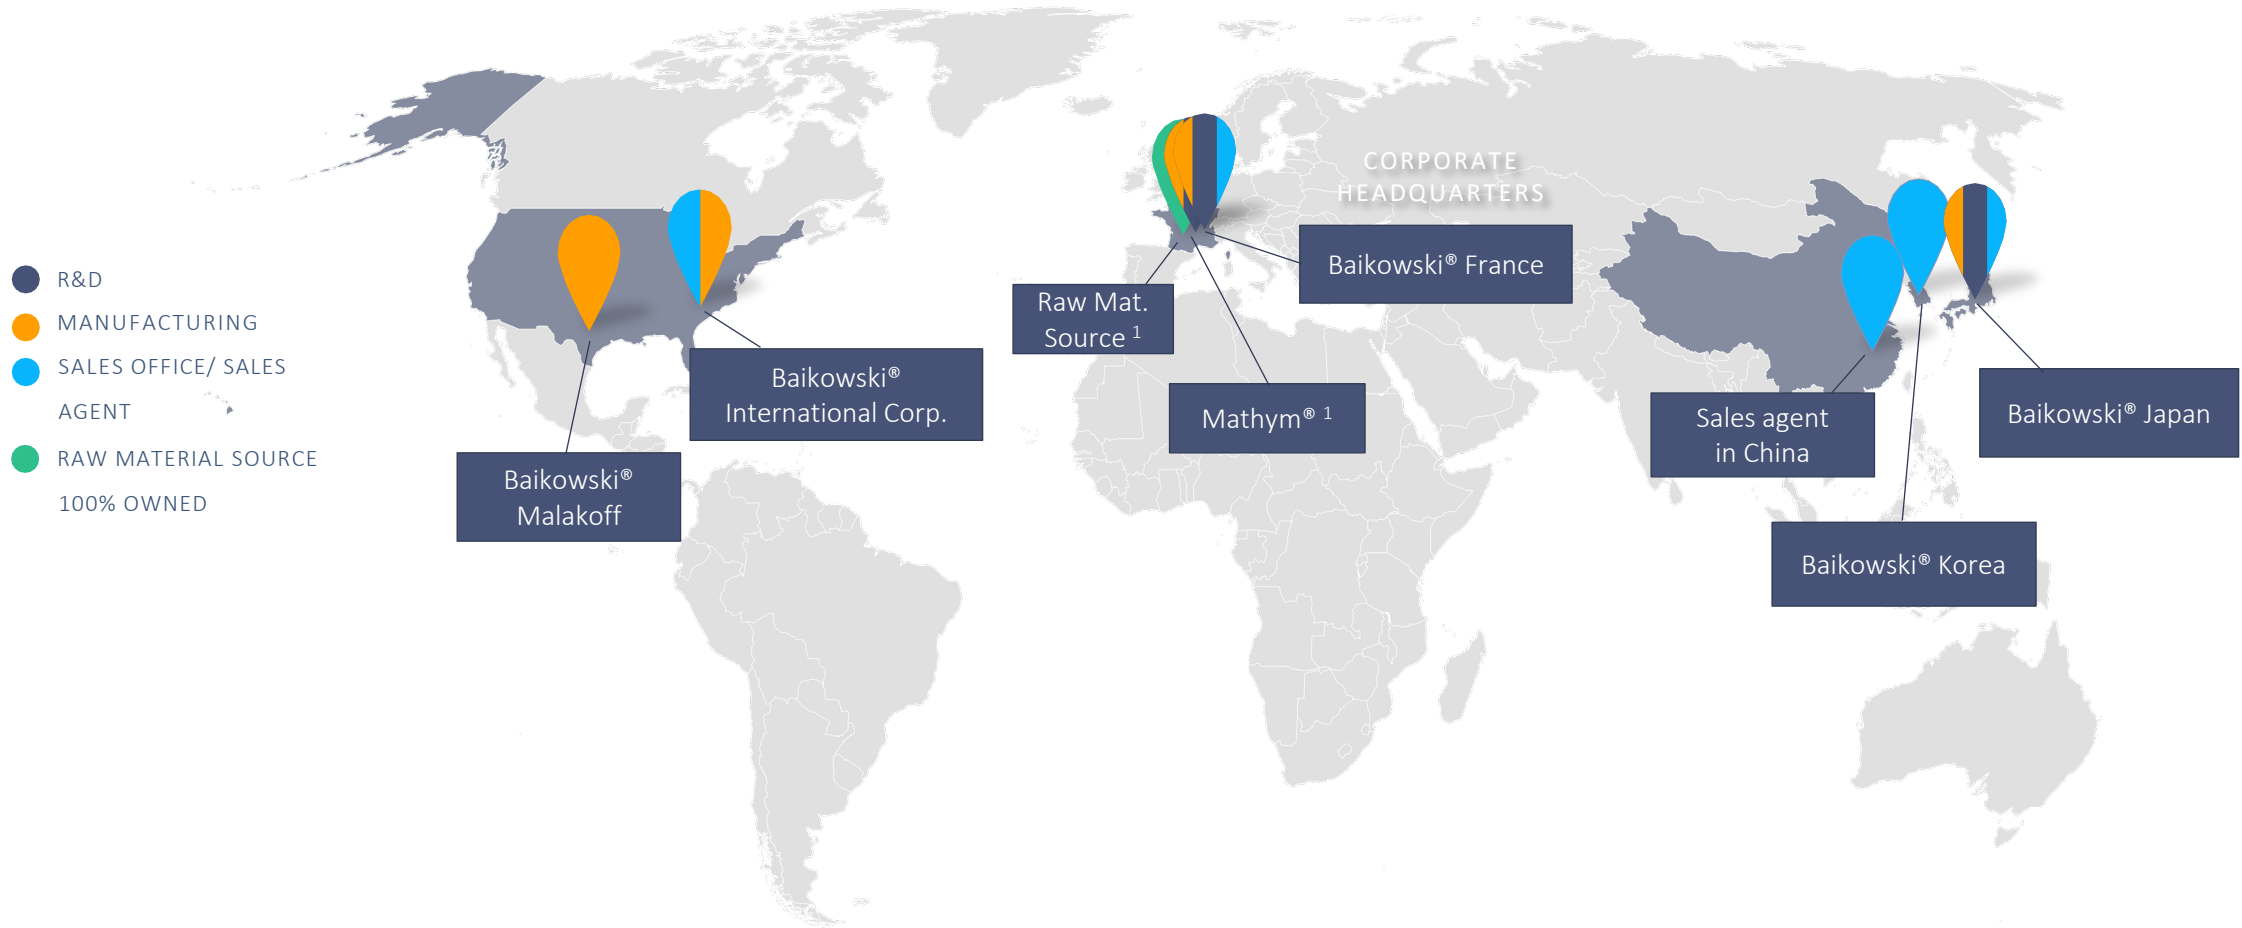 R&D
MANUFACTURING
SALES OFFICE/ SALES
AGENT
RAW MATERIAL SOURCE
100% OWNED
Baikowski®
Malakoff
Baikowski®
International Corp.
Raw Mat.
Source 1
Mathym® 1
CORPORATE
HEADQUARTERS
Baikowski® France
Sales agent
in China
Baikowski® Korea
Baikowski® Japan